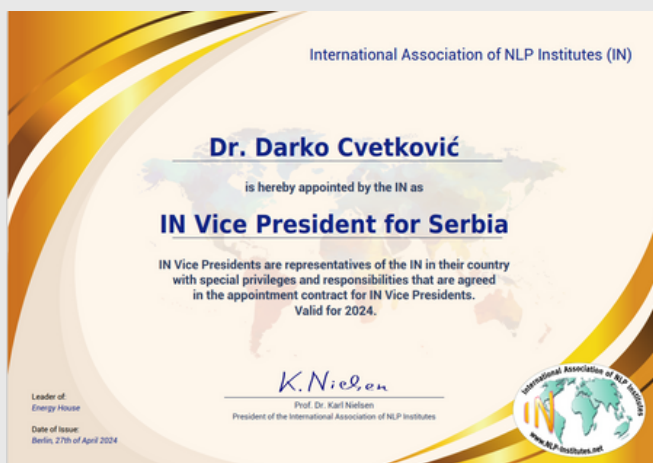 International Association of NLP Institutes (IN)
Dr. Darko Cvetković
is hereby appointed by the IN as
IN Vice President for Serbia
IN Vice Presidents are representatives of the IN in their country
with special privileges and responsibilities that are agreed
in the appointment contract for IN Vice Presidents.
Valid for 2024.
K. Nielsen
Prof. Dr. Karl Nielsen
President of the International Association of NLP Institutes
Leader of:
Energy House
Date of Issue:
Berlin, 27th of April 2024
International Association of NLP Institutes
IN
www.NLP-Institutes.net